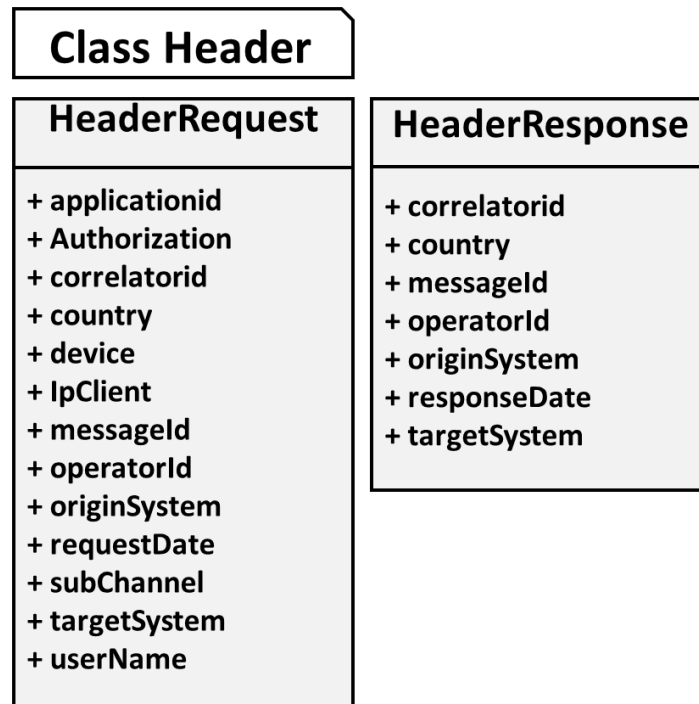 Class Header
HeaderRequest
+ applicationid
+ Authorization
+ correlatorid
+ country
+ device
+ IpClient
+ messageId
+ operatorId
+ originSystem
+ requestDate
+ subChannel
+ targetSystem
+ userName
HeaderResponse
+ correlatorid
+ country
+ messageId
+ operatorId
+ originSystem
+ responseDate
+ targetSystem